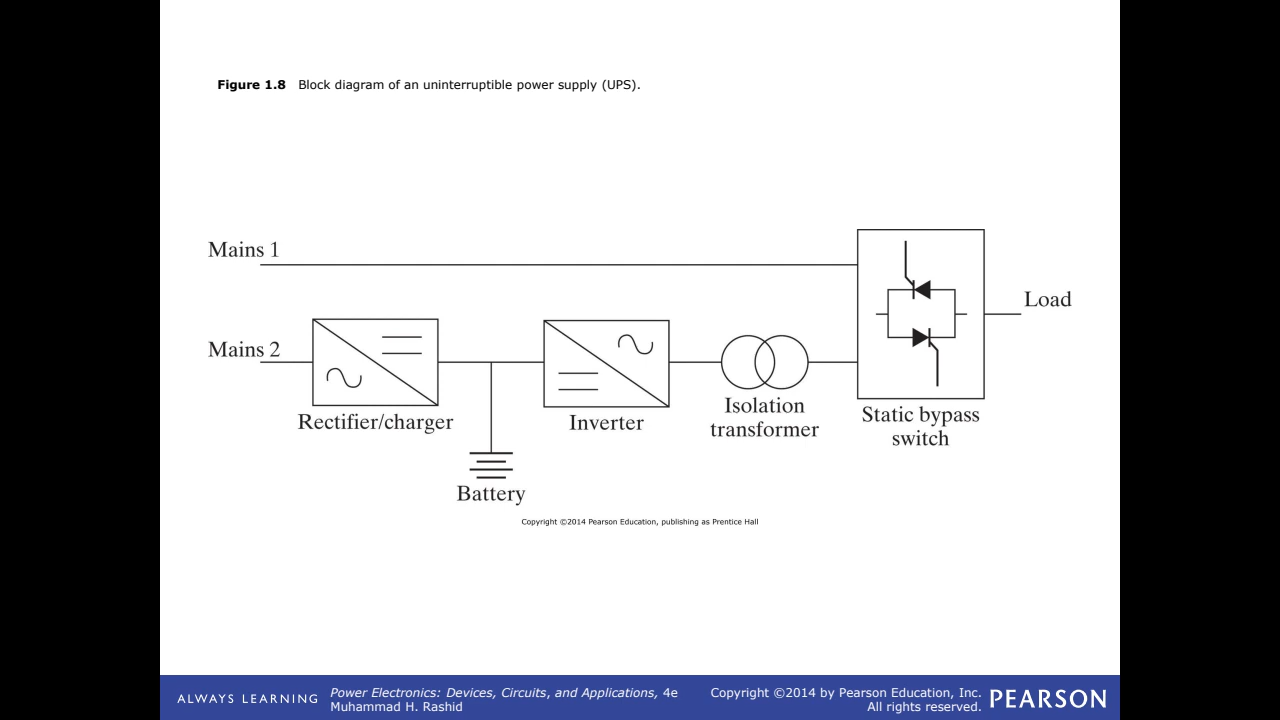 Figure 1.8 Block diagram of an uninterruptible power supply (UPS).
Mains 1
Load
Mains 2
Rectifier/charger
Inverter
Isolation
transformer
Static bypass
switch
Battery
Copyright ©2014 Pearson Education, publishing as Prentice Hall
ALWAYS LEARNING
Power Electronics: Devices, Circuits, and Applications, 4e
Muhammad H. Rashid
Copyright ©2014 by Pearson Education, Inc.
All rights reserved.
PEARSON